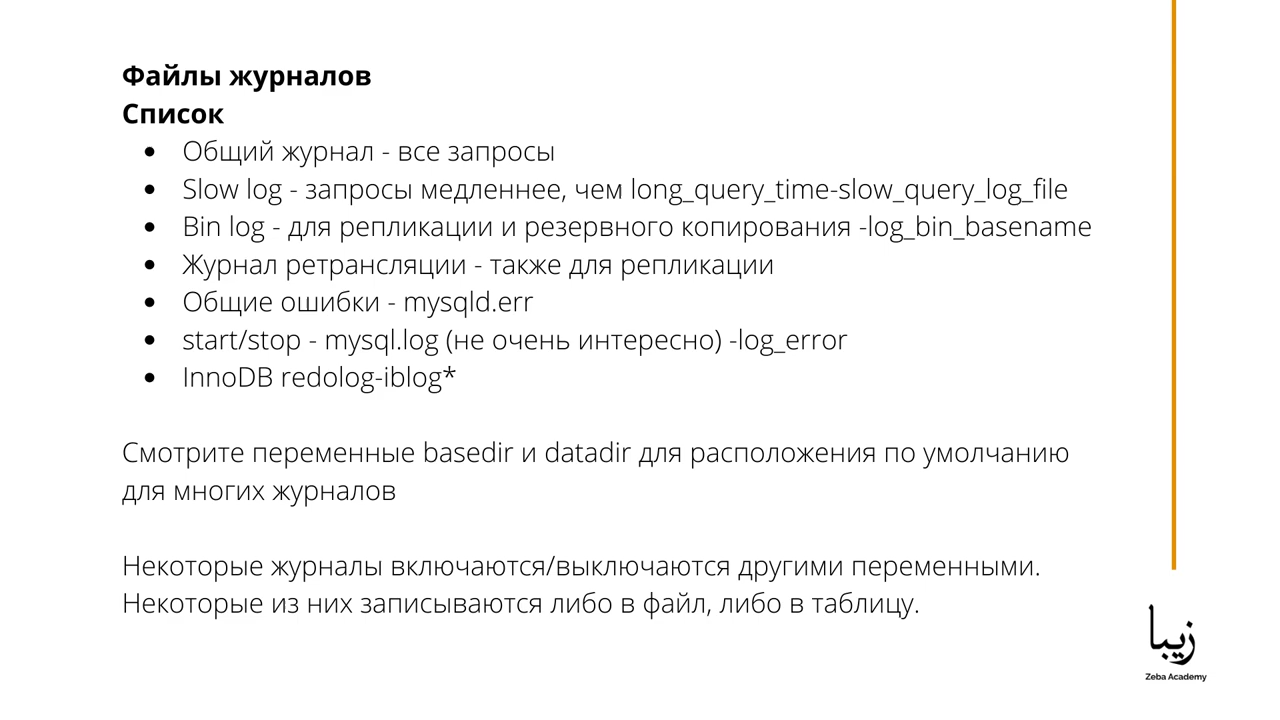 Файлы журналов
Список
• Общий журнал - все запросы
• Slow log - запросы медленнее, чем long_query_time-slow_query_log_file
• Bin log - для репликации и резервного копирования -log_bin_basename
• Журнал ретрансляции - также для репликации
• Общие ошибки - mysqld.err
• start/stop - mysql.log (не очень интересно) -log_error
• InnoDB redolog-iblog*
Смотрите переменные basedir и datadir для расположения по умолчанию
для многих журналов
Некоторые журналы включаются/выключаются другими переменными.
Некоторые из них записываются либо в файл, либо в таблицу.
زيبا
Zeba Academy